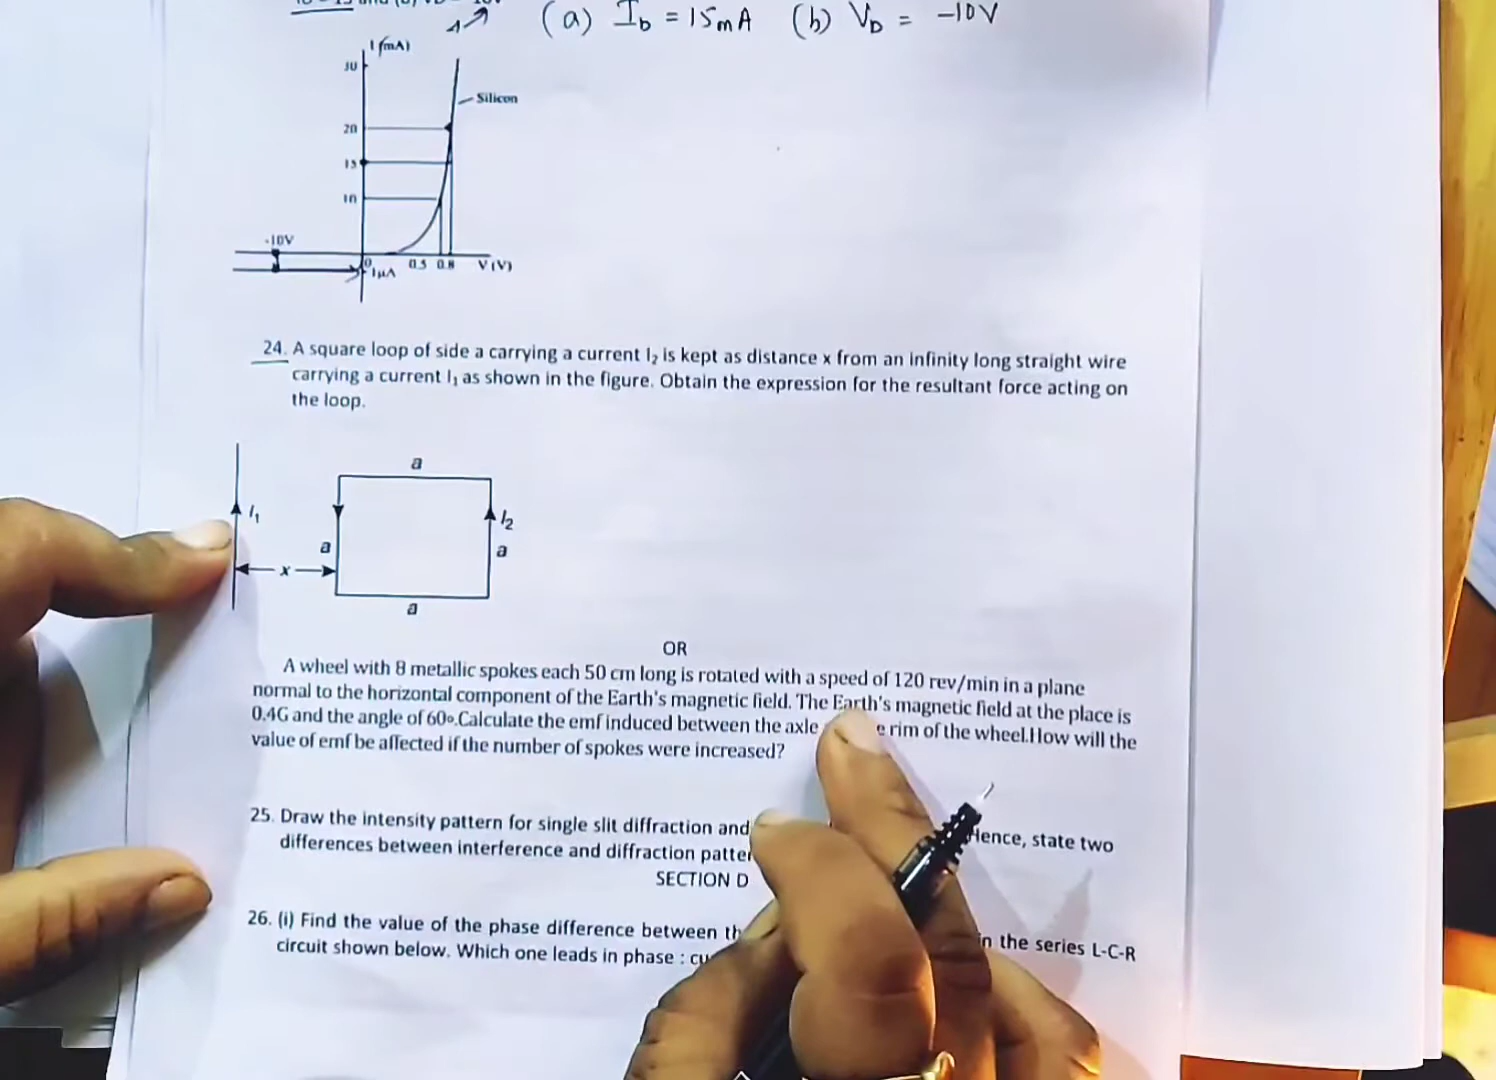 (a) I_D = 15mA (b) V_D = -10V
I (mA)
30
Silicon
20
15
10
-10V
0
1µA
0.5 0.8 V(V)
24. A square loop of side a carrying a current I₂ is kept as distance x from an infinity long straight wire
carrying a current I₁ as shown in the figure. Obtain the expression for the resultant force acting on
the loop.
a
I₁
I₂
a
a
x
a
OR
A wheel with 8 metallic spokes each 50 cm long is rotated with a speed of 120 rev/min in a plane
normal to the horizontal component of the Earth's magnetic field. The Earth's magnetic field at the place is
0.4G and the angle of 60°.Calculate the emf induced between the axle rim of the wheel.How will the
value of emf be affected if the number of spokes were increased?
25. Draw the intensity pattern for single slit diffraction and Hence, state two
differences between interference and diffraction
SECTION D
26. (i) Find the value of the phase difference between in the series L-C-R
circuit shown below. Which one leads in phase :